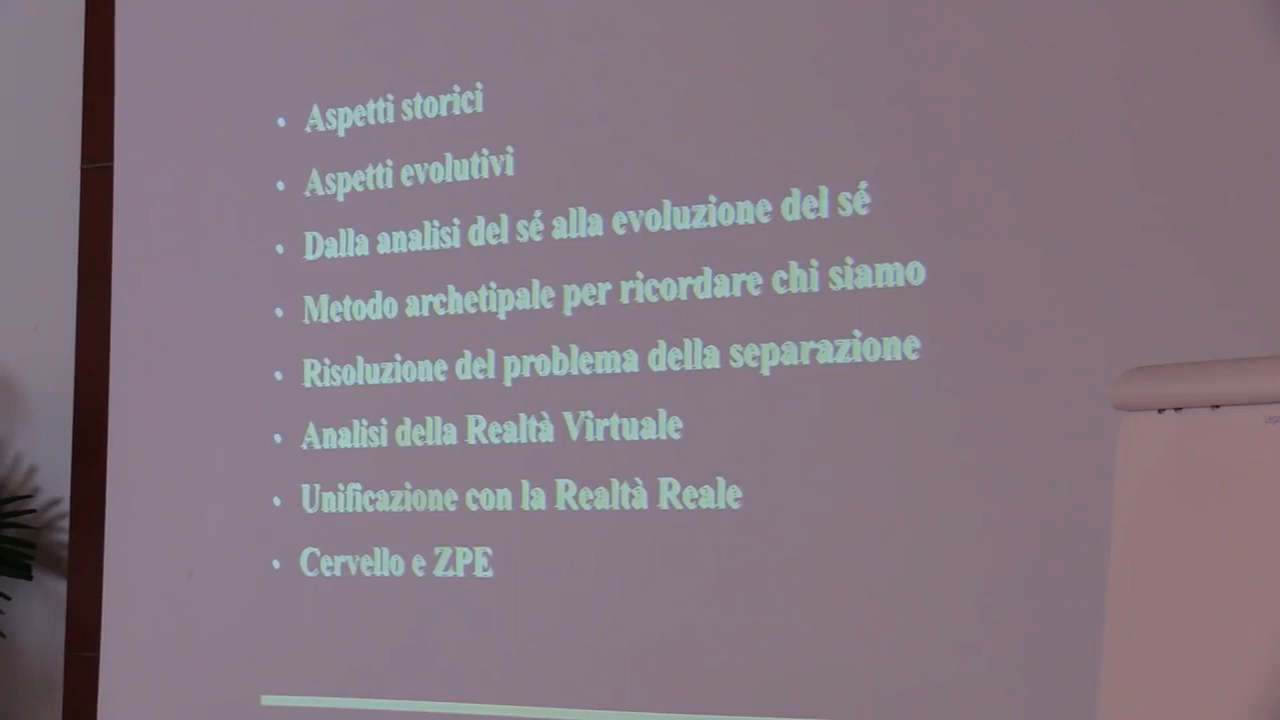 • Aspetti storici
• Aspetti evolutivi
• Dalla analisi del sé alla evoluzione del sé
• Metodo archetipale per ricordare chi siamo
• Risoluzione del problema della separazione
• Analisi della Realtà Virtuale
• Unificazione con la Realtà Reale
• Cervello e ZPE